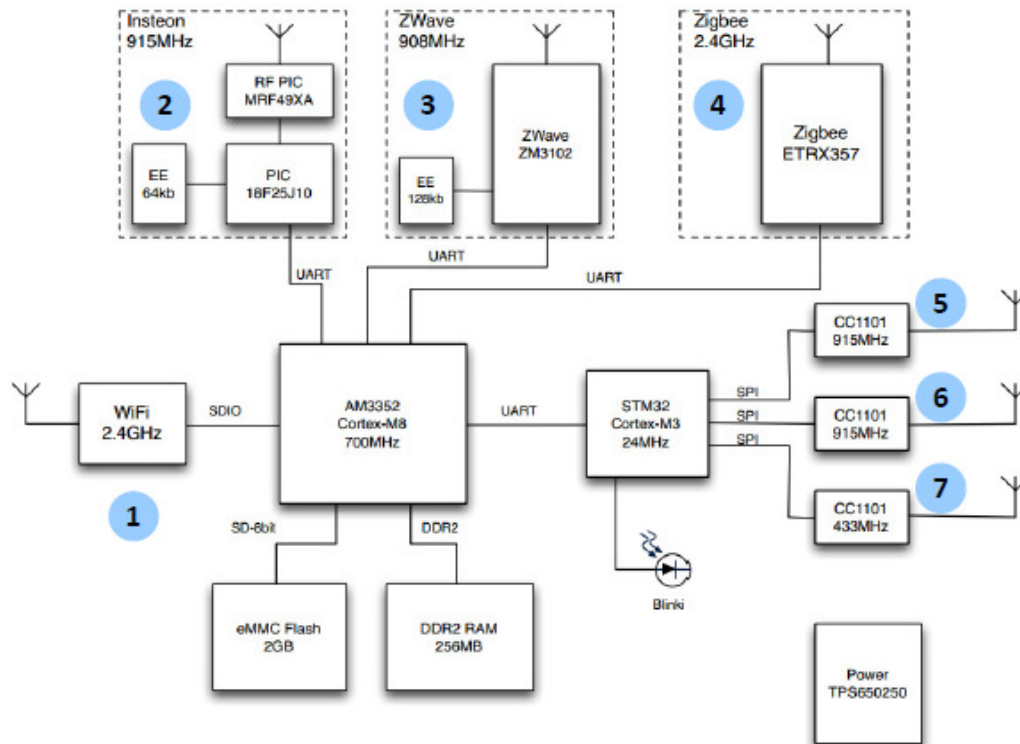 Insteon
915MHz
2
RF PIC
MRF49XA
EE
64kb
PIC
18F25J10
UART
ZWave
908MHz
3
ZWave
ZM3102
EE
128kb
UART
Zigbee
2.4GHz
4
Zigbee
ETRX357
UART
WiFi
2.4GHz
1
SDIO
AM3352
Cortex-M8
700MHz
UART
STM32
Cortex-M3
24MHz
SPI
SPI
SPI
CC1101
915MHz
5
CC1101
915MHz
6
CC1101
433MHz
7
SD-8bit
DDR2
eMMC Flash
2GB
DDR2 RAM
256MB
Blinki
Power
TPS650250